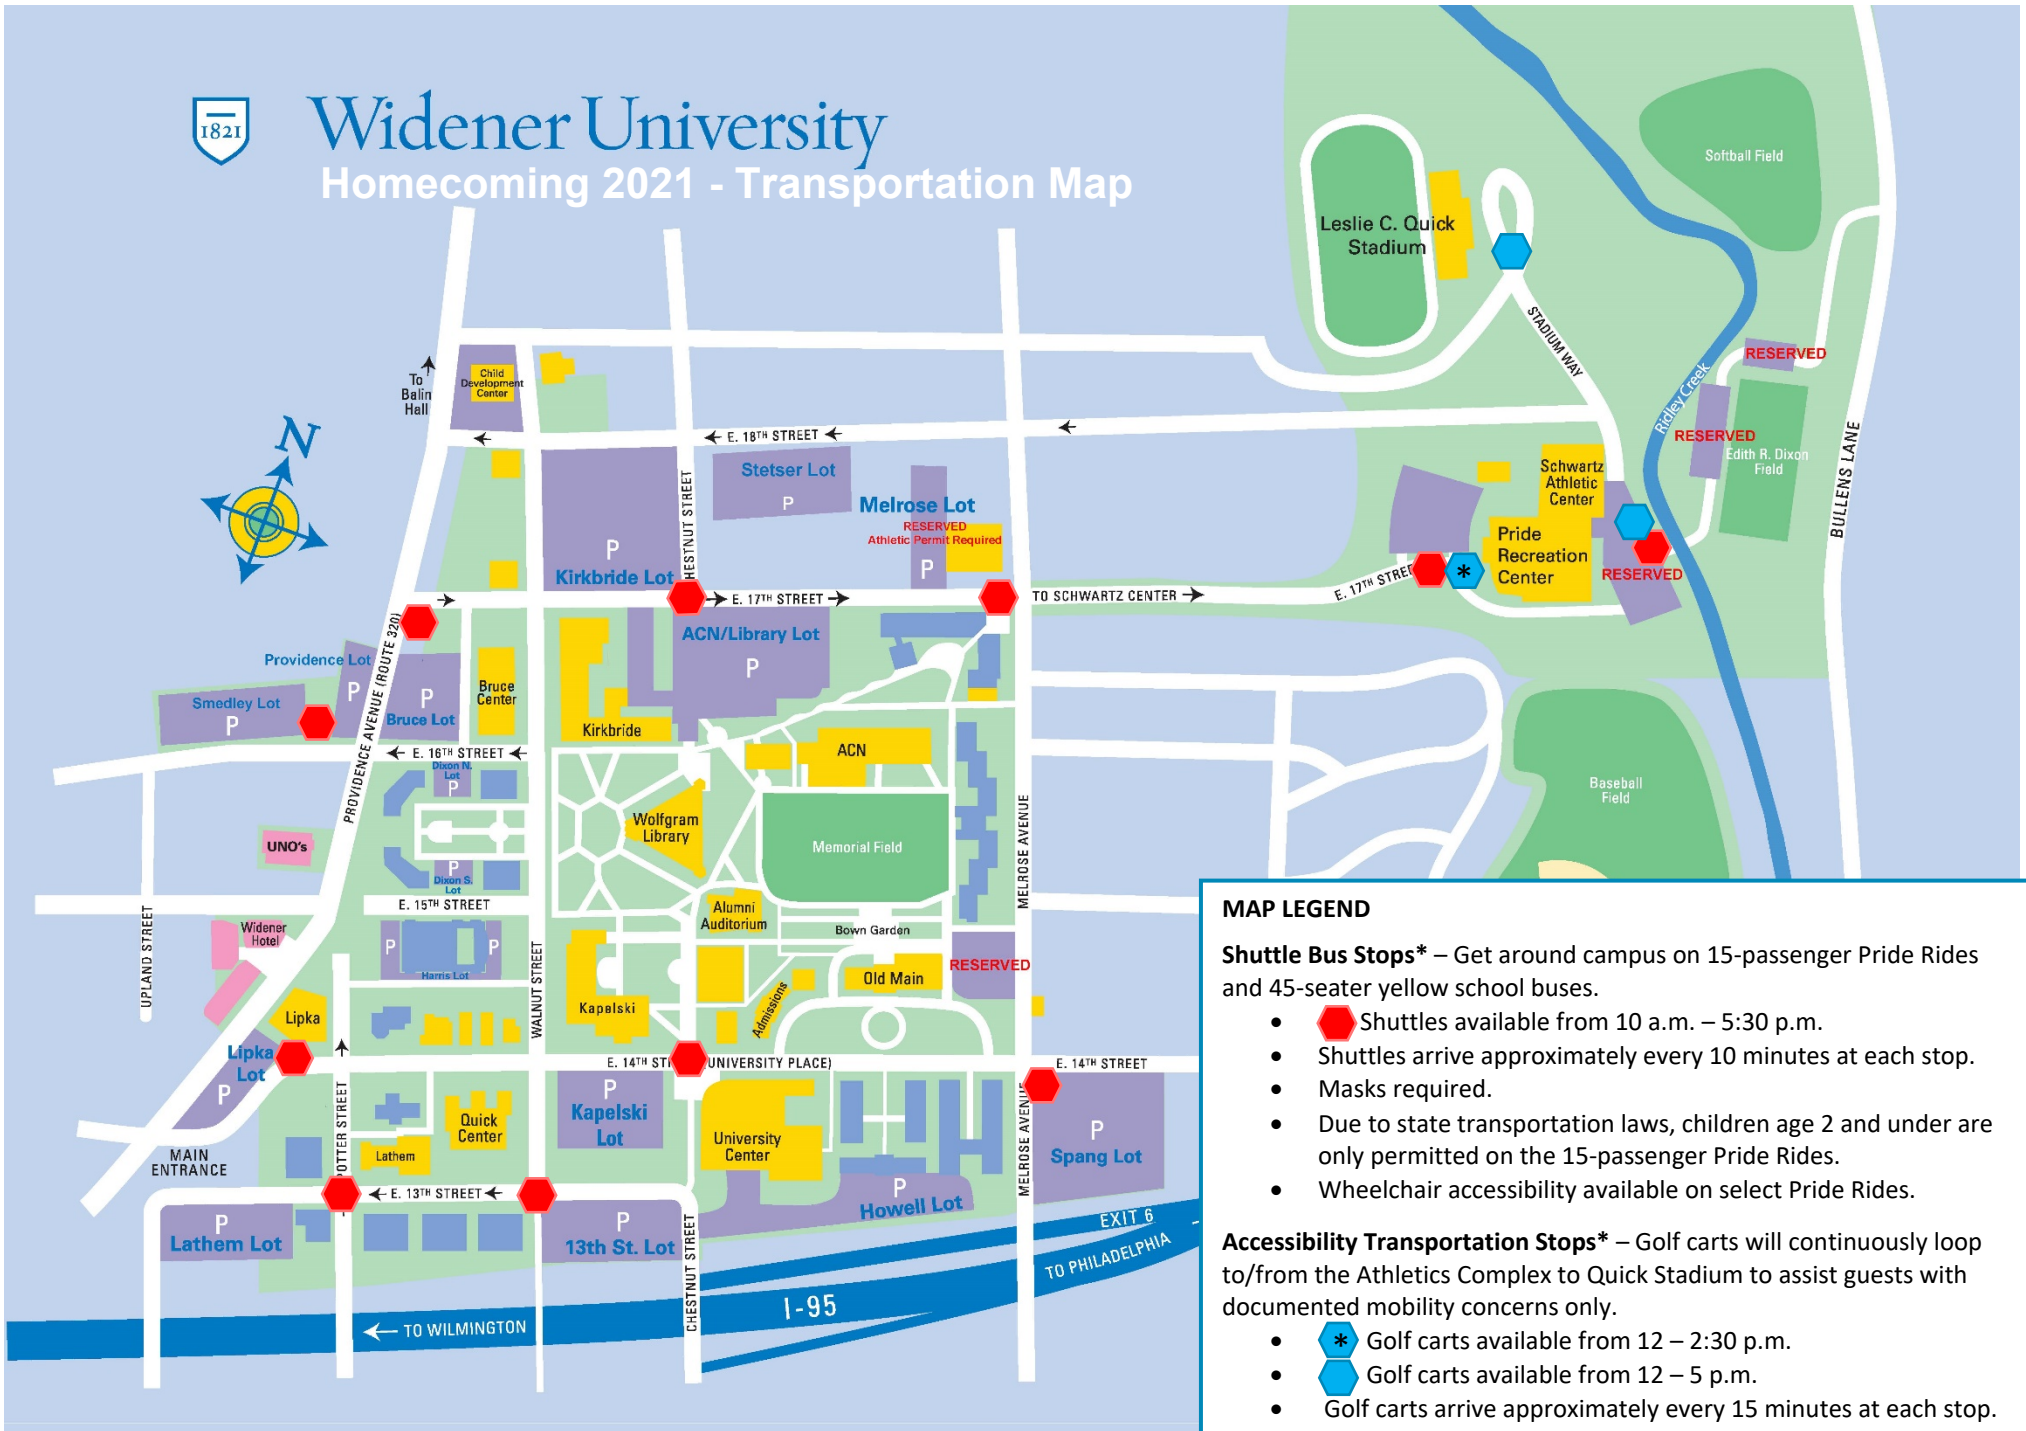 1821
Widener University
Homecoming 2021 - Transportation Map
Softball Field
Leslie C. Quick
Stadium
STADIUM WAY
Ridley Creek
RESERVED
RESERVED
Edith R. Dixon
Field
BULLENS LANE
To
Balin
Hall
Child
Development
Center
N
E. 18TH STREET
CHESTNUT STREET
Stetser Lot
P
Melrose Lot
RESERVED
Athletic Permit Required
P
P
Kirkbride Lot
Schwartz
Athletic
Center
Pride
Recreation
Center
RESERVED
E. 17TH STREET
TO SCHWARTZ CENTER
E. 17TH STREE
*
PROVIDENCE AVENUE (ROUTE 320)
Providence Lot
P
Smedley Lot
P
P
Bruce Lot
Bruce
Center
ACN/Library Lot
P
Kirkbride
ACN
E. 16TH STREET
Dixon N.
Lot
P
UNO's
P
Dixon S.
Lot
Wolfgram
Library
Memorial Field
MELROSE AVENUE
Baseball
Field
E. 15TH STREET
UPLAND STREET
Widener
Hotel
P
P
Harris Lot
WALNUT STREET
Alumni
Auditorium
Bown Garden
RESERVED
Old Main
Admissions
Kapelski
Lipka
Lipka
Lot
P
E. 14TH ST
UNIVERSITY PLACE)
E. 14TH STREET
POTTER STREET
MAIN
ENTRANCE
Quick
Center
Lathem
P
Kapelski
Lot
University
Center
MELROSE AVENUE
P
Spang Lot
P
Howell Lot
E. 13TH STREET
P
Lathem Lot
P
13th St. Lot
CHESTNUT STREET
EXIT 6
TO PHILADELPHIA
I-95
TO WILMINGTON
MAP LEGEND
Shuttle Bus Stops* – Get around campus on 15-passenger Pride Rides
and 45-seater yellow school buses.
• Shuttles available from 10 a.m. – 5:30 p.m.
• Shuttles arrive approximately every 10 minutes at each stop.
• Masks required.
• Due to state transportation laws, children age 2 and under are
only permitted on the 15-passenger Pride Rides.
• Wheelchair accessibility available on select Pride Rides.
Accessibility Transportation Stops* – Golf carts will continuously loop
to/from the Athletics Complex to Quick Stadium to assist guests with
documented mobility concerns only.
• * Golf carts available from 12 – 2:30 p.m.
• Golf carts available from 12 – 5 p.m.
• Golf carts arrive approximately every 15 minutes at each stop.